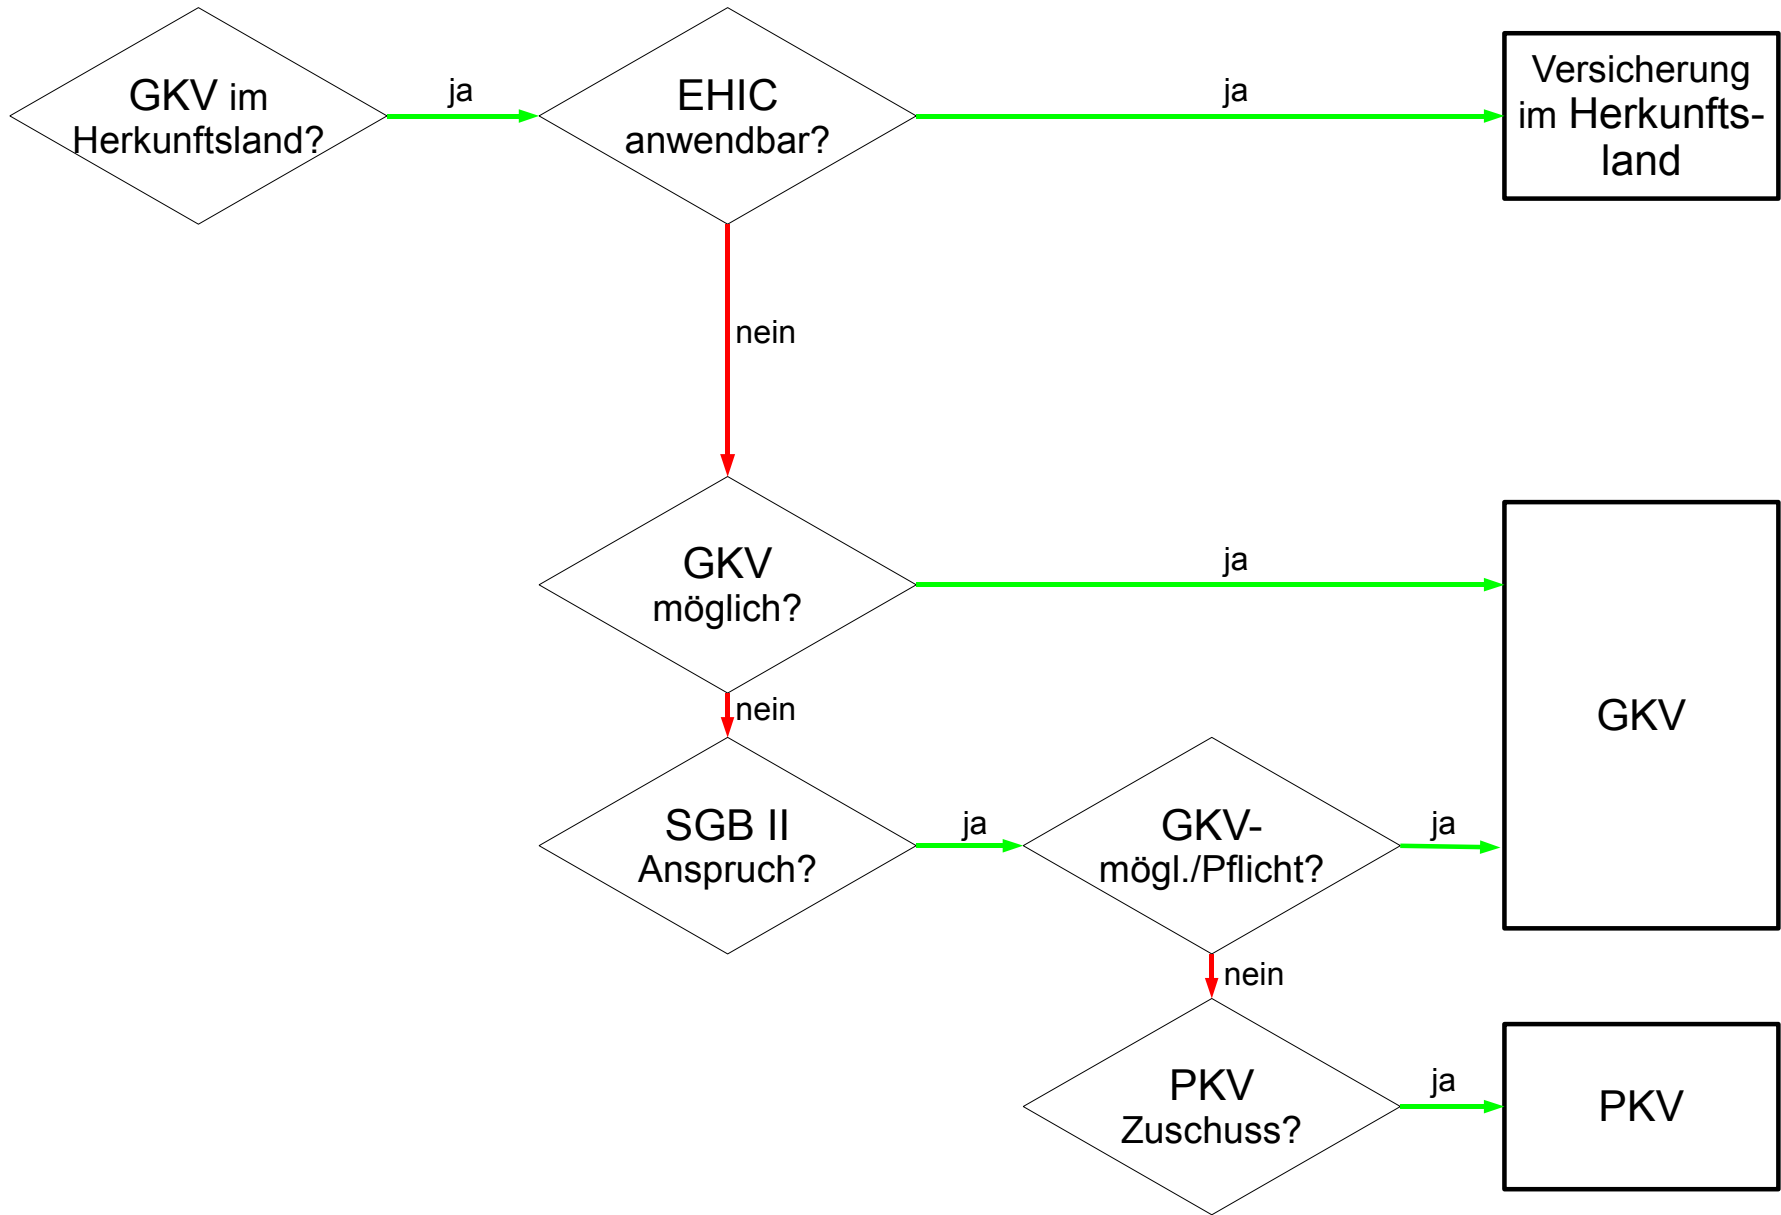 GKV im
Herkunftsland?
ja
EHIC
anwendbar?
ja
Versicherung
im Herkunfts-
land
nein
GKV
möglich?
ja
GKV
nein
SGB II
Anspruch?
ja
GKV-
mögl./Pflicht?
ja
nein
PKV
Zuschuss?
ja
PKV